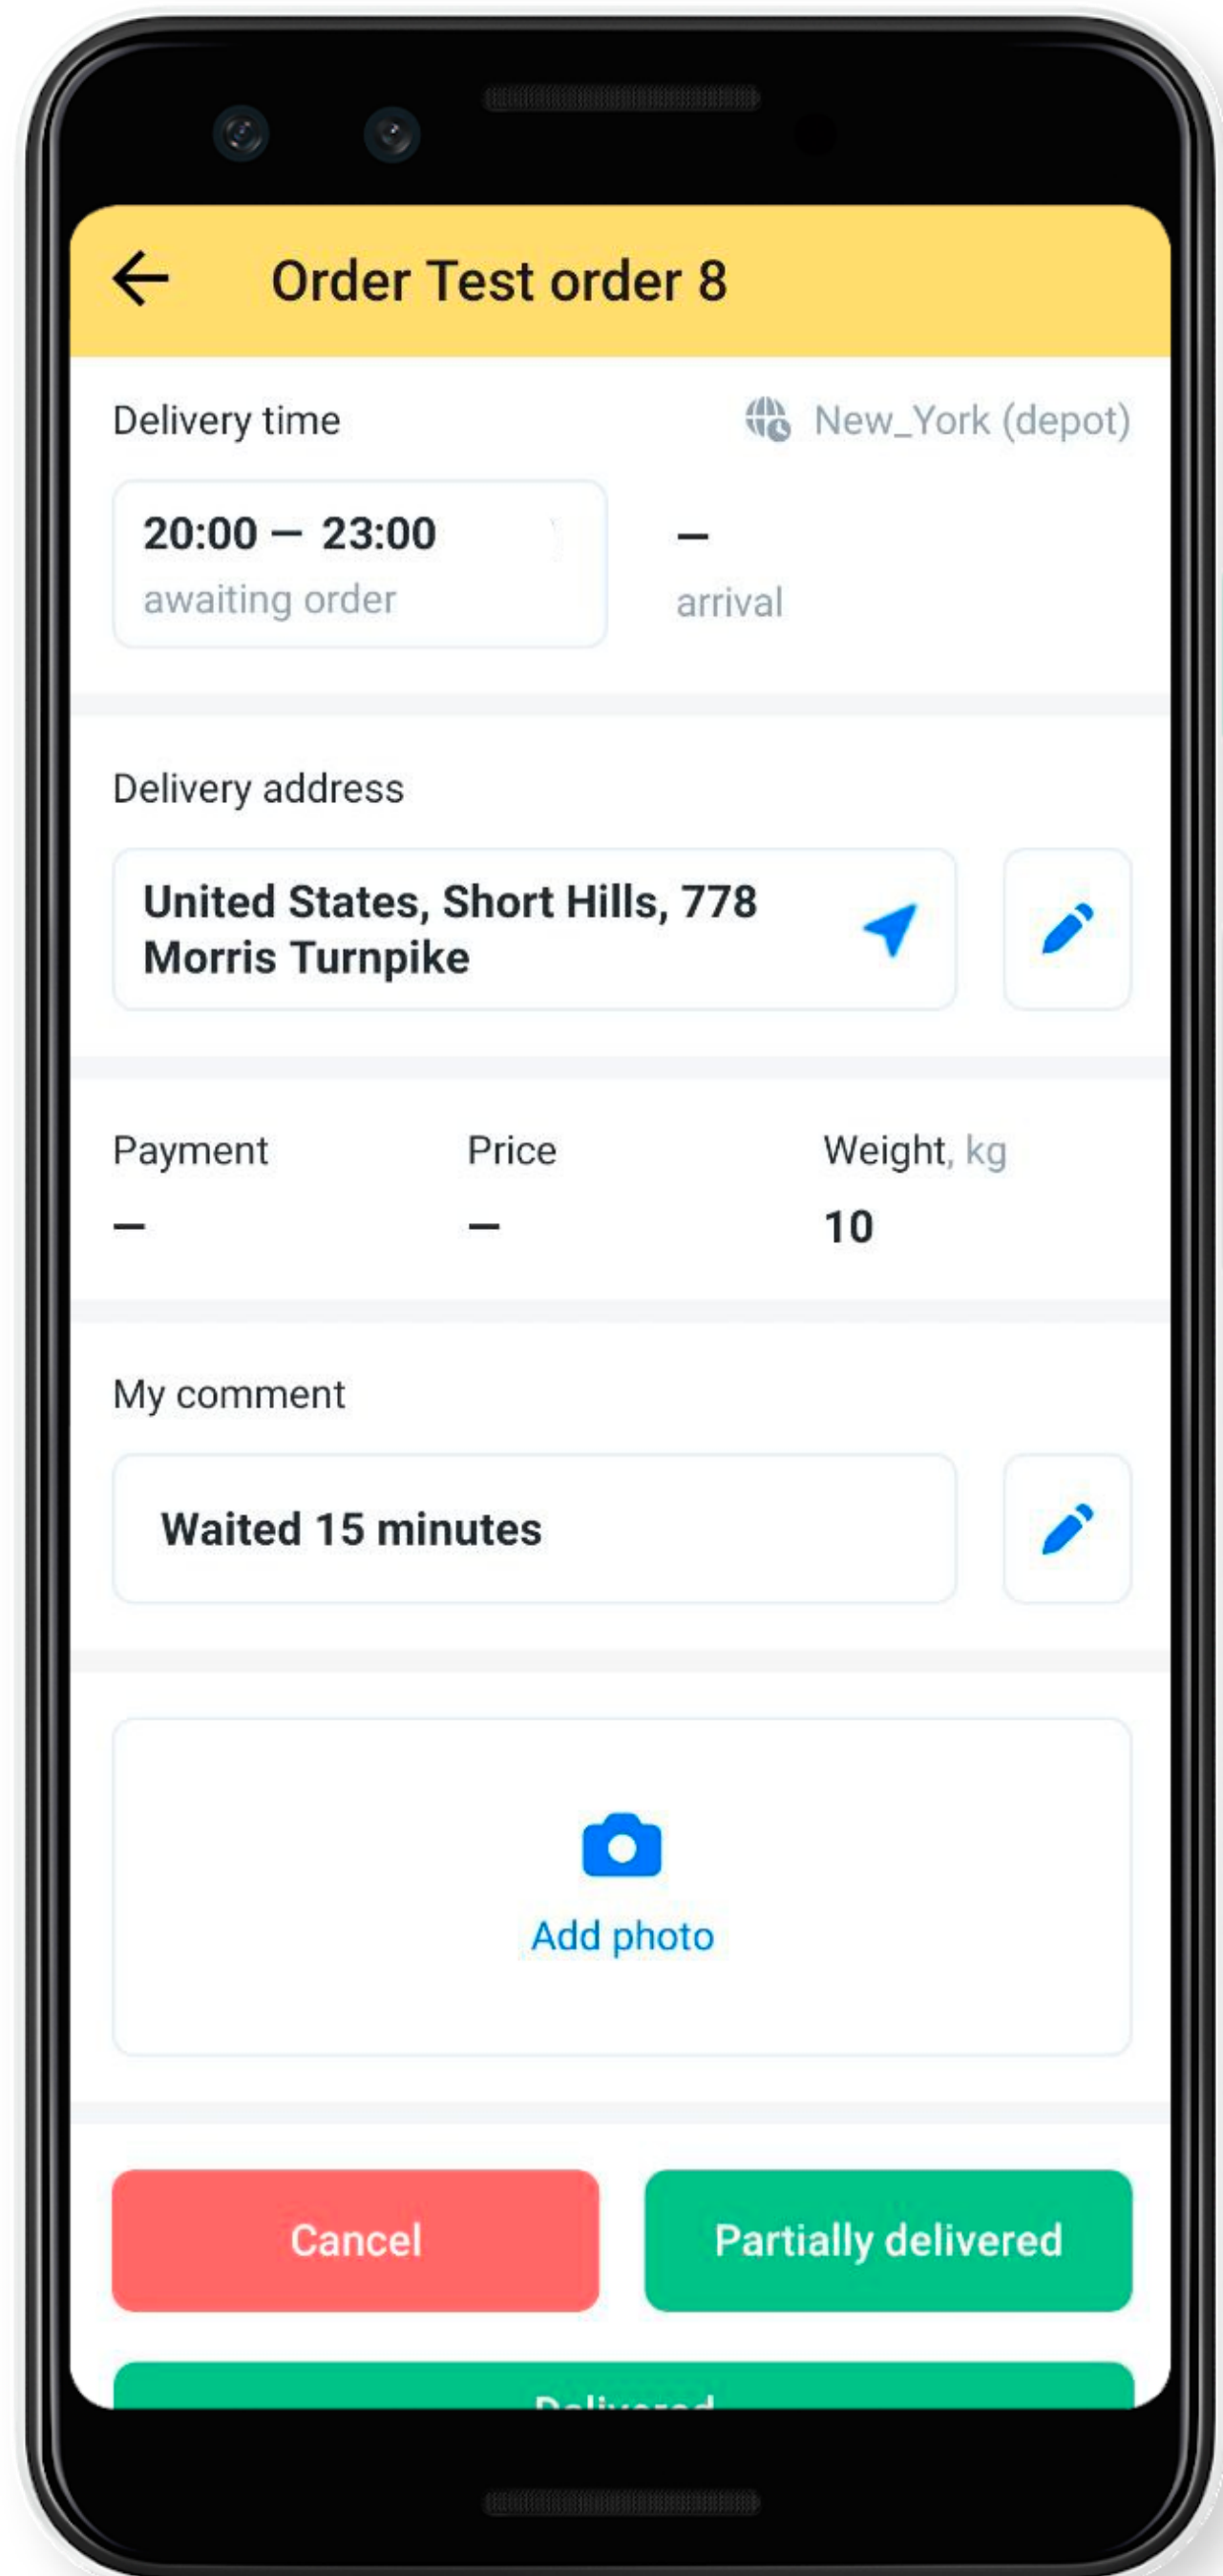 Order Test order 8
Delivery time
New_York (depot)
20:00 — 23:00
—
awaiting order
arrival
Delivery address
United States, Short Hills, 778
Morris Turnpike
Payment
Price
Weight, kg
—
—
10
My comment
Waited 15 minutes
Add photo
Cancel
Partially delivered
Delivered